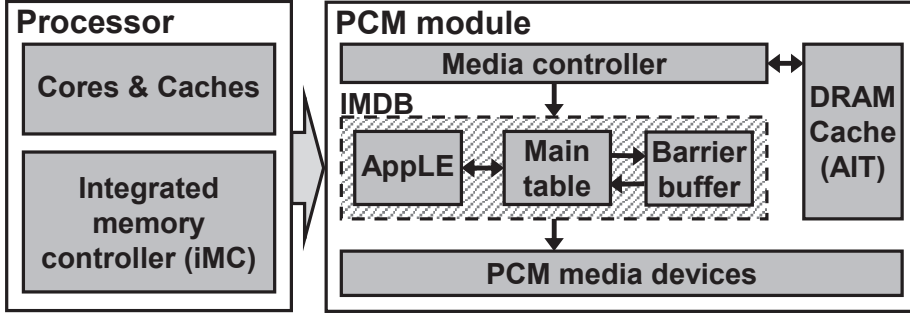 Processor
Cores & Caches
Integrated
memory
controller (iMC)
PCM module
Media controller
IMDB
AppLE
Main
table
Barrier
buffer
DRAM
Cache
(AIT)
PCM media devices